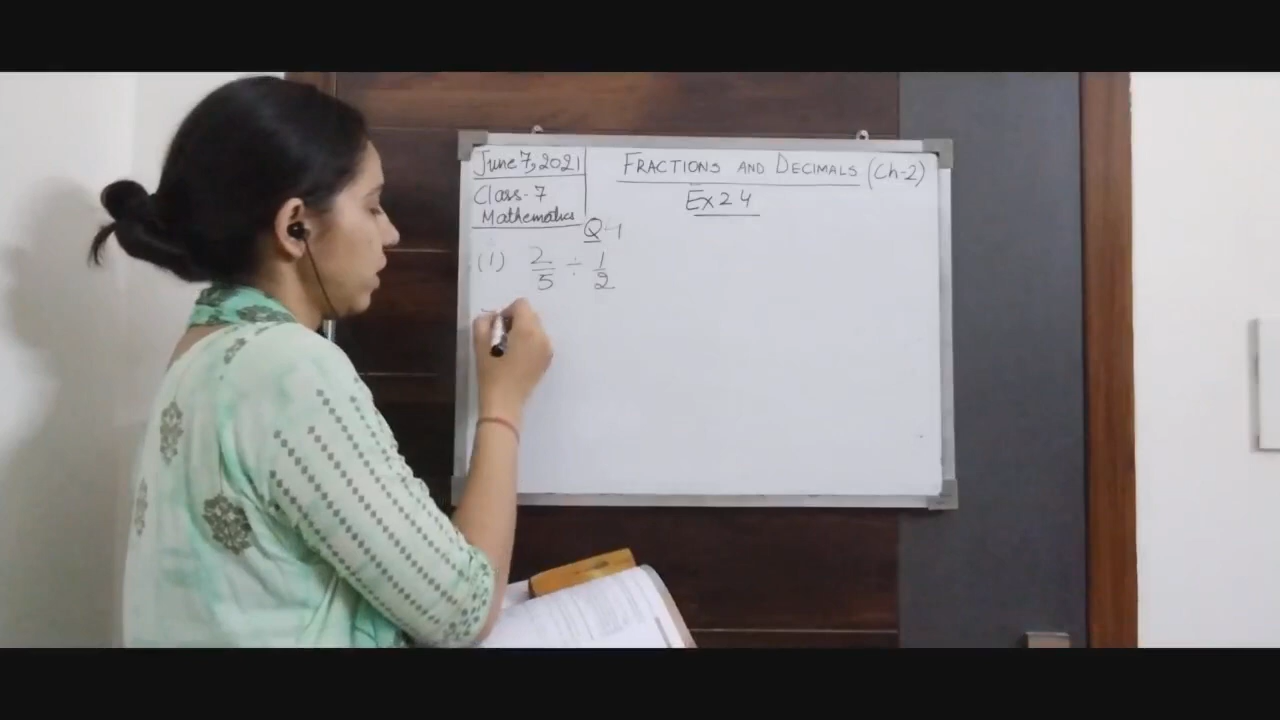 June 7, 2021
Class- 7
Mathematics
FRACTIONS AND DECIMALS (Ch-2)
Ex 2 4
Q-1
(1) 2/5 ÷ 1/2